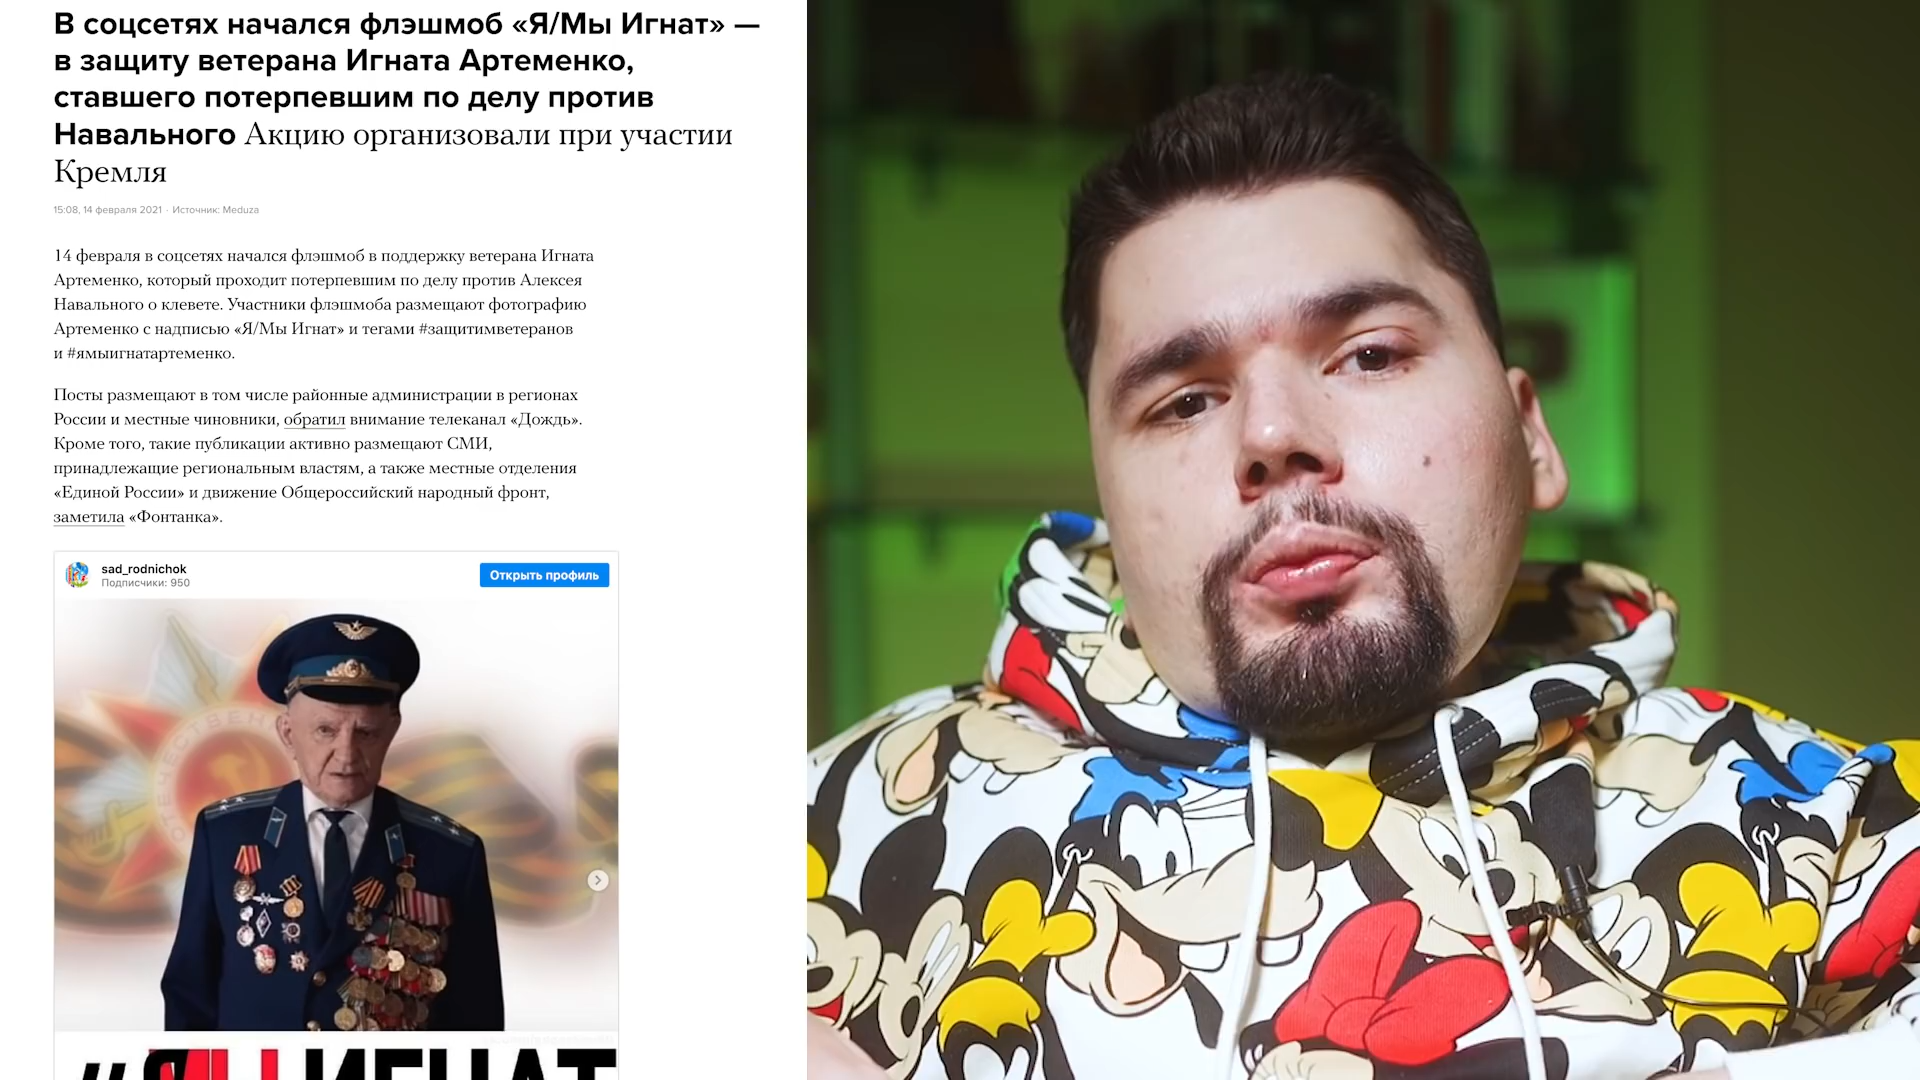 В соцсетях начался флэшмоб «Я/Мы Игнат» —
в защиту ветерана Игната Артеменко,
ставшего потерпевшим по делу против
Навального Акцию организовали при участии
Кремля
15:08, 14 февраля 2021 · Источник: Meduza
14 февраля в соцсетях начался флэшмоб в поддержку ветерана Игната
Артеменко, который проходит потерпевшим по делу против Алексея
Навального о клевете. Участники флэшмоба размещают фотографию
Артеменко с надписью «Я/Мы Игнат» и тегами #защитимветеранов
и #ямыигнатартеменко.
Посты размещают в том числе районные администрации в регионах
России и местные чиновники, обратил внимание телеканал «Дождь».
Кроме того, такие публикации активно размещают СМИ,
принадлежащие региональным властям, а также местные отделения
«Единой России» и движение Общероссийский народный фронт,
заметила «Фонтанка».
sad_rodnichok
Подписчики: 950
Открыть профиль
#ЯМЫИГНАТ